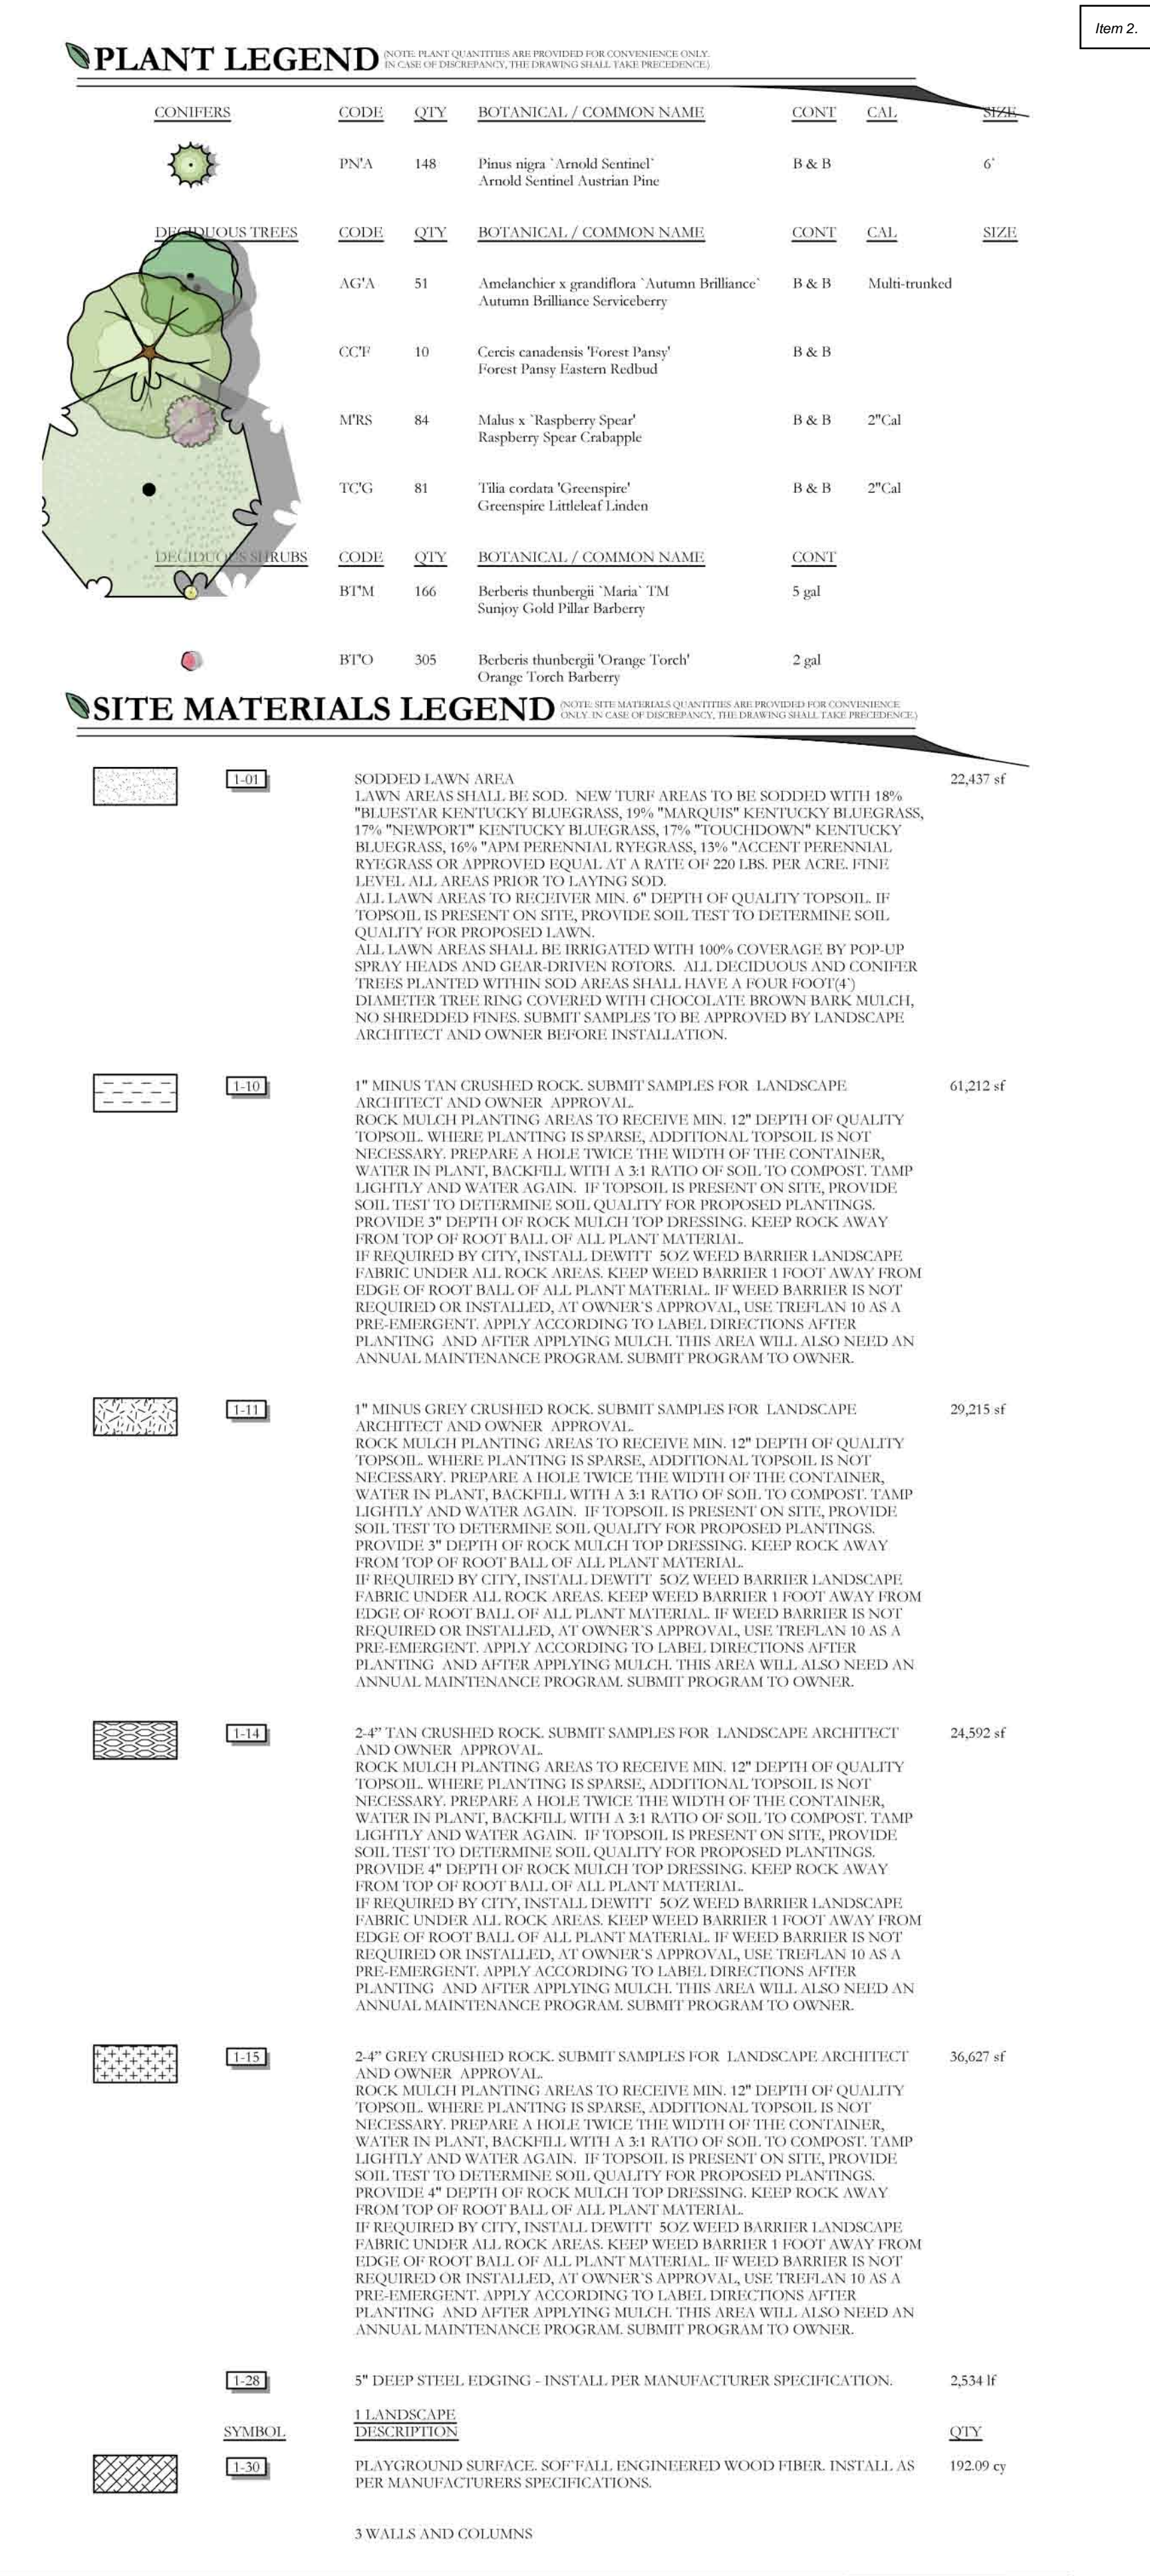 Item 2.
PLANT LEGEND (NOTE: PLANT QUANTITIES ARE PROVIDED FOR CONVENIENCE ONLY.
IN CASE OF DISCREPANCY, THE DRAWING SHALL TAKE PRECEDENCE.)
CONIFERS CODE QTY BOTANICAL / COMMON NAME CONT CAL SIZE
PN'A 148 Pinus nigra `Arnold Sentinel` B & B 6`
Arnold Sentinel Austrian Pine
DECIDUOUS TREES CODE QTY BOTANICAL / COMMON NAME CONT CAL SIZE
AG'A 51 Amelanchier x grandiflora `Autumn Brilliance` B & B Multi-trunked
Autumn Brilliance Serviceberry
CC'F 10 Cercis canadensis 'Forest Pansy' B & B
Forest Pansy Eastern Redbud
M'RS 84 Malus x `Raspberry Spear' B & B 2"Cal
Raspberry Spear Crabapple
TC'G 81 Tilia cordata 'Greenspire' B & B 2"Cal
Greenspire Littleleaf Linden
DECIDUOUS SHRUBS CODE QTY BOTANICAL / COMMON NAME CONT
BT'M 166 Berberis thunbergii `Maria` TM 5 gal
Sunjoy Gold Pillar Barberry
BT'O 305 Berberis thunbergii 'Orange Torch' 2 gal
Orange Torch Barberry
SITE MATERIALS LEGEND (NOTE: SITE MATERIALS QUANTITIES ARE PROVIDED FOR CONVENIENCE
ONLY. IN CASE OF DISCREPANCY, THE DRAWING SHALL TAKE PRECEDENCE.)
1-01 SODDED LAWN AREA 22,437 sf
LAWN AREAS SHALL BE SOD. NEW TURF AREAS TO BE SODDED WITH 18%
"BLUESTAR KENTUCKY BLUEGRASS, 19% "MARQUIS" KENTUCKY BLUEGRASS,
17% "NEWPORT" KENTUCKY BLUEGRASS, 17% "TOUCHDOWN" KENTUCKY
BLUEGRASS, 16% "APM PERENNIAL RYEGRASS, 13% "ACCENT PERENNIAL
RYEGRASS OR APPROVED EQUAL AT A RATE OF 220 LBS. PER ACRE. FINE
LEVEL ALL AREAS PRIOR TO LAYING SOD.
ALL LAWN AREAS TO RECEIVER MIN. 6" DEPTH OF QUALITY TOPSOIL. IF
TOPSOIL IS PRESENT ON SITE, PROVIDE SOIL TEST TO DETERMINE SOIL
QUALITY FOR PROPOSED LAWN.
ALL LAWN AREAS SHALL BE IRRIGATED WITH 100% COVERAGE BY POP-UP
SPRAY HEADS AND GEAR-DRIVEN ROTORS. ALL DECIDUOUS AND CONIFER
TREES PLANTED WITHIN SOD AREAS SHALL HAVE A FOUR FOOT(4`)
DIAMETER TREE RING COVERED WITH CHOCOLATE BROWN BARK MULCH,
NO SHREDDED FINES. SUBMIT SAMPLES TO BE APPROVED BY LANDSCAPE
ARCHITECT AND OWNER BEFORE INSTALLATION.
1-10 1" MINUS TAN CRUSHED ROCK. SUBMIT SAMPLES FOR LANDSCAPE 61,212 sf
ARCHITECT AND OWNER APPROVAL.
ROCK MULCH PLANTING AREAS TO RECEIVE MIN. 12" DEPTH OF QUALITY
TOPSOIL. WHERE PLANTING IS SPARSE, ADDITIONAL TOPSOIL IS NOT
NECESSARY. PREPARE A HOLE TWICE THE WIDTH OF THE CONTAINER,
WATER IN PLANT, BACKFILL WITH A 3:1 RATIO OF SOIL TO COMPOST. TAMP
LIGHTLY AND WATER AGAIN. IF TOPSOIL IS PRESENT ON SITE, PROVIDE
SOIL TEST TO DETERMINE SOIL QUALITY FOR PROPOSED PLANTINGS.
PROVIDE 3" DEPTH OF ROCK MULCH TOP DRESSING. KEEP ROCK AWAY
FROM TOP OF ROOT BALL OF ALL PLANT MATERIAL.
IF REQUIRED BY CITY, INSTALL DEWITT 5OZ WEED BARRIER LANDSCAPE
FABRIC UNDER ALL ROCK AREAS. KEEP WEED BARRIER 1 FOOT AWAY FROM
EDGE OF ROOT BALL OF ALL PLANT MATERIAL. IF WEED BARRIER IS NOT
REQUIRED OR INSTALLED, AT OWNER`S APPROVAL, USE TREFLAN 10 AS A
PRE-EMERGENT. APPLY ACCORDING TO LABEL DIRECTIONS AFTER
PLANTING AND AFTER APPLYING MULCH. THIS AREA WILL ALSO NEED AN
ANNUAL MAINTENANCE PROGRAM. SUBMIT PROGRAM TO OWNER.
1-11 1" MINUS GREY CRUSHED ROCK. SUBMIT SAMPLES FOR LANDSCAPE 29,215 sf
ARCHITECT AND OWNER APPROVAL.
ROCK MULCH PLANTING AREAS TO RECEIVE MIN. 12" DEPTH OF QUALITY
TOPSOIL. WHERE PLANTING IS SPARSE, ADDITIONAL TOPSOIL IS NOT
NECESSARY. PREPARE A HOLE TWICE THE WIDTH OF THE CONTAINER,
WATER IN PLANT, BACKFILL WITH A 3:1 RATIO OF SOIL TO COMPOST. TAMP
LIGHTLY AND WATER AGAIN. IF TOPSOIL IS PRESENT ON SITE, PROVIDE
SOIL TEST TO DETERMINE SOIL QUALITY FOR PROPOSED PLANTINGS.
PROVIDE 3" DEPTH OF ROCK MULCH TOP DRESSING. KEEP ROCK AWAY
FROM TOP OF ROOT BALL OF ALL PLANT MATERIAL.
IF REQUIRED BY CITY, INSTALL DEWITT 5OZ WEED BARRIER LANDSCAPE
FABRIC UNDER ALL ROCK AREAS. KEEP WEED BARRIER 1 FOOT AWAY FROM
EDGE OF ROOT BALL OF ALL PLANT MATERIAL. IF WEED BARRIER IS NOT
REQUIRED OR INSTALLED, AT OWNER`S APPROVAL, USE TREFLAN 10 AS A
PRE-EMERGENT. APPLY ACCORDING TO LABEL DIRECTIONS AFTER
PLANTING AND AFTER APPLYING MULCH. THIS AREA WILL ALSO NEED AN
ANNUAL MAINTENANCE PROGRAM. SUBMIT PROGRAM TO OWNER.
1-14 2-4" TAN CRUSHED ROCK. SUBMIT SAMPLES FOR LANDSCAPE ARCHITECT 24,592 sf
AND OWNER APPROVAL.
ROCK MULCH PLANTING AREAS TO RECEIVE MIN. 12" DEPTH OF QUALITY
TOPSOIL. WHERE PLANTING IS SPARSE, ADDITIONAL TOPSOIL IS NOT
NECESSARY. PREPARE A HOLE TWICE THE WIDTH OF THE CONTAINER,
WATER IN PLANT, BACKFILL WITH A 3:1 RATIO OF SOIL TO COMPOST. TAMP
LIGHTLY AND WATER AGAIN. IF TOPSOIL IS PRESENT ON SITE, PROVIDE
SOIL TEST TO DETERMINE SOIL QUALITY FOR PROPOSED PLANTINGS.
PROVIDE 4" DEPTH OF ROCK MULCH TOP DRESSING. KEEP ROCK AWAY
FROM TOP OF ROOT BALL OF ALL PLANT MATERIAL.
IF REQUIRED BY CITY, INSTALL DEWITT 5OZ WEED BARRIER LANDSCAPE
FABRIC UNDER ALL ROCK AREAS. KEEP WEED BARRIER 1 FOOT AWAY FROM
EDGE OF ROOT BALL OF ALL PLANT MATERIAL. IF WEED BARRIER IS NOT
REQUIRED OR INSTALLED, AT OWNER`S APPROVAL, USE TREFLAN 10 AS A
PRE-EMERGENT. APPLY ACCORDING TO LABEL DIRECTIONS AFTER
PLANTING AND AFTER APPLYING MULCH. THIS AREA WILL ALSO NEED AN
ANNUAL MAINTENANCE PROGRAM. SUBMIT PROGRAM TO OWNER.
1-15 2-4" GREY CRUSHED ROCK. SUBMIT SAMPLES FOR LANDSCAPE ARCHITECT 36,627 sf
AND OWNER APPROVAL.
ROCK MULCH PLANTING AREAS TO RECEIVE MIN. 12" DEPTH OF QUALITY
TOPSOIL. WHERE PLANTING IS SPARSE, ADDITIONAL TOPSOIL IS NOT
NECESSARY. PREPARE A HOLE TWICE THE WIDTH OF THE CONTAINER,
WATER IN PLANT, BACKFILL WITH A 3:1 RATIO OF SOIL TO COMPOST. TAMP
LIGHTLY AND WATER AGAIN. IF TOPSOIL IS PRESENT ON SITE, PROVIDE
SOIL TEST TO DETERMINE SOIL QUALITY FOR PROPOSED PLANTINGS.
PROVIDE 4" DEPTH OF ROCK MULCH TOP DRESSING. KEEP ROCK AWAY
FROM TOP OF ROOT BALL OF ALL PLANT MATERIAL.
IF REQUIRED BY CITY, INSTALL DEWITT 5OZ WEED BARRIER LANDSCAPE
FABRIC UNDER ALL ROCK AREAS. KEEP WEED BARRIER 1 FOOT AWAY FROM
EDGE OF ROOT BALL OF ALL PLANT MATERIAL. IF WEED BARRIER IS NOT
REQUIRED OR INSTALLED, AT OWNER`S APPROVAL, USE TREFLAN 10 AS A
PRE-EMERGENT. APPLY ACCORDING TO LABEL DIRECTIONS AFTER
PLANTING AND AFTER APPLYING MULCH. THIS AREA WILL ALSO NEED AN
ANNUAL MAINTENANCE PROGRAM. SUBMIT PROGRAM TO OWNER.
1-28 5" DEEP STEEL EDGING - INSTALL PER MANUFACTURER SPECIFICATION. 2,534 lf
1 LANDSCAPE
SYMBOL DESCRIPTION QTY
1-30 PLAYGROUND SURFACE. SOF'FALL ENGINEERED WOOD FIBER. INSTALL AS 192.09 cy
PER MANUFACTURERS SPECIFICATIONS.
3 WALLS AND COLUMNS